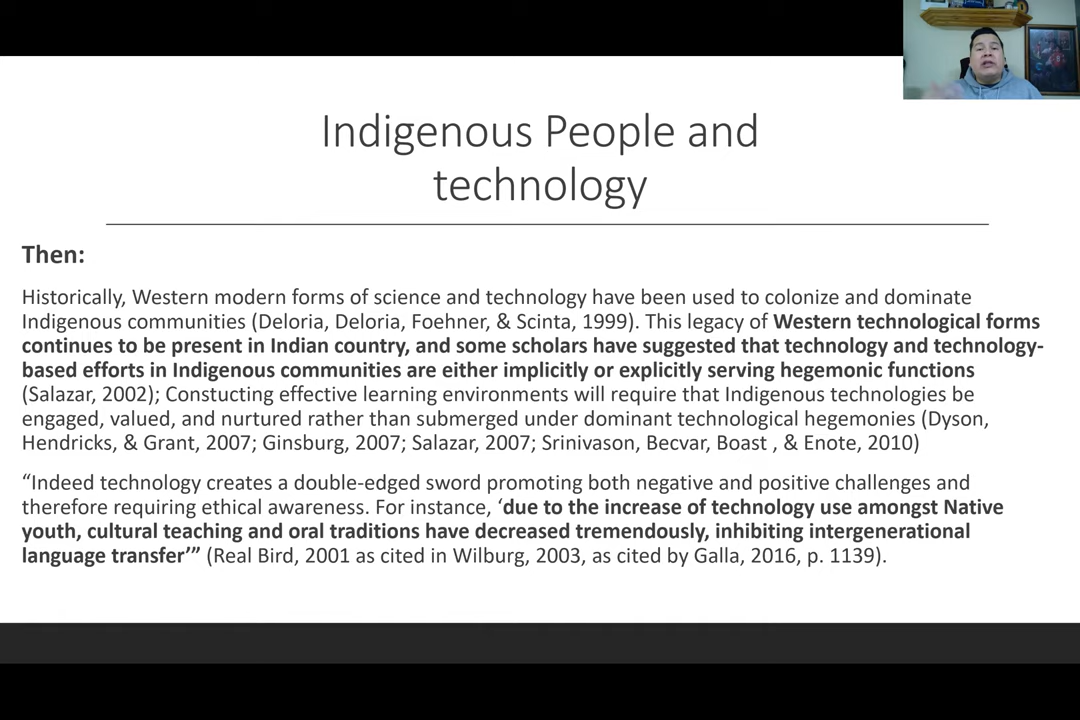 Indigenous People and
technology
Then:
Historically, Western modern forms of science and technology have been used to colonize and dominate
Indigenous communities (Deloria, Deloria, Foehner, & Scinta, 1999). This legacy of Western technological forms
continues to be present in Indian country, and some scholars have suggested that technology and technology-
based efforts in Indigenous communities are either implicitly or explicitly serving hegemonic functions
(Salazar, 2002); Constucting effective learning environments will require that Indigenous technologies be
engaged, valued, and nurtured rather than submerged under dominant technological hegemonies (Dyson,
Hendricks, & Grant, 2007; Ginsburg, 2007; Salazar, 2007; Srinivason, Becvar, Boast , & Enote, 2010)
“Indeed technology creates a double-edged sword promoting both negative and positive challenges and
therefore requiring ethical awareness. For instance, ‘due to the increase of technology use amongst Native
youth, cultural teaching and oral traditions have decreased tremendously, inhibiting intergenerational
language transfer’” (Real Bird, 2001 as cited in Wilburg, 2003, as cited by Galla, 2016, p. 1139).